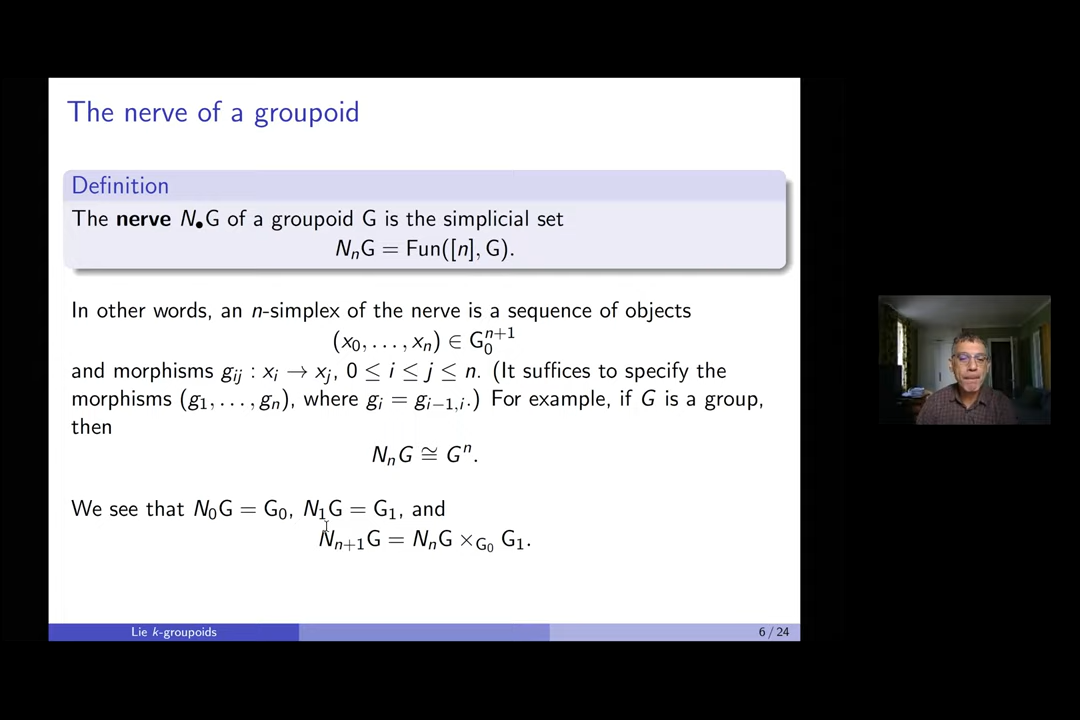 The nerve of a groupoid
Definition
The nerve N•G of a groupoid G is the simplicial set
NₙG = Fun([n], G).
In other words, an n-simplex of the nerve is a sequence of objects
(x₀, . . . , xₙ) ∈ G₀ⁿ⁺¹
and morphisms gᵢⱼ : xᵢ → xⱼ, 0 ≤ i ≤ j ≤ n. (It suffices to specify the
morphisms (g₁, . . . , gₙ), where gᵢ = gᵢ₋₁,ᵢ.) For example, if G is a group,
then
NₙG ≅ Gⁿ.
We see that N₀G = G₀, N₁G = G₁, and
Nₙ₊₁G = NₙG ×_G₀ G₁.
Lie k-groupoids
6 / 24